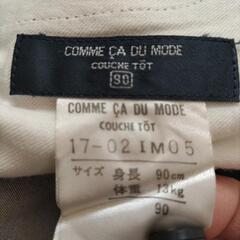 COMME ÇA DU MODE
COUCHE TÔT
90
COMME ÇA DU MODE
COUCHE TÔT
17-02 IM05
サイズ 身長 90cm
体重 13kg
90